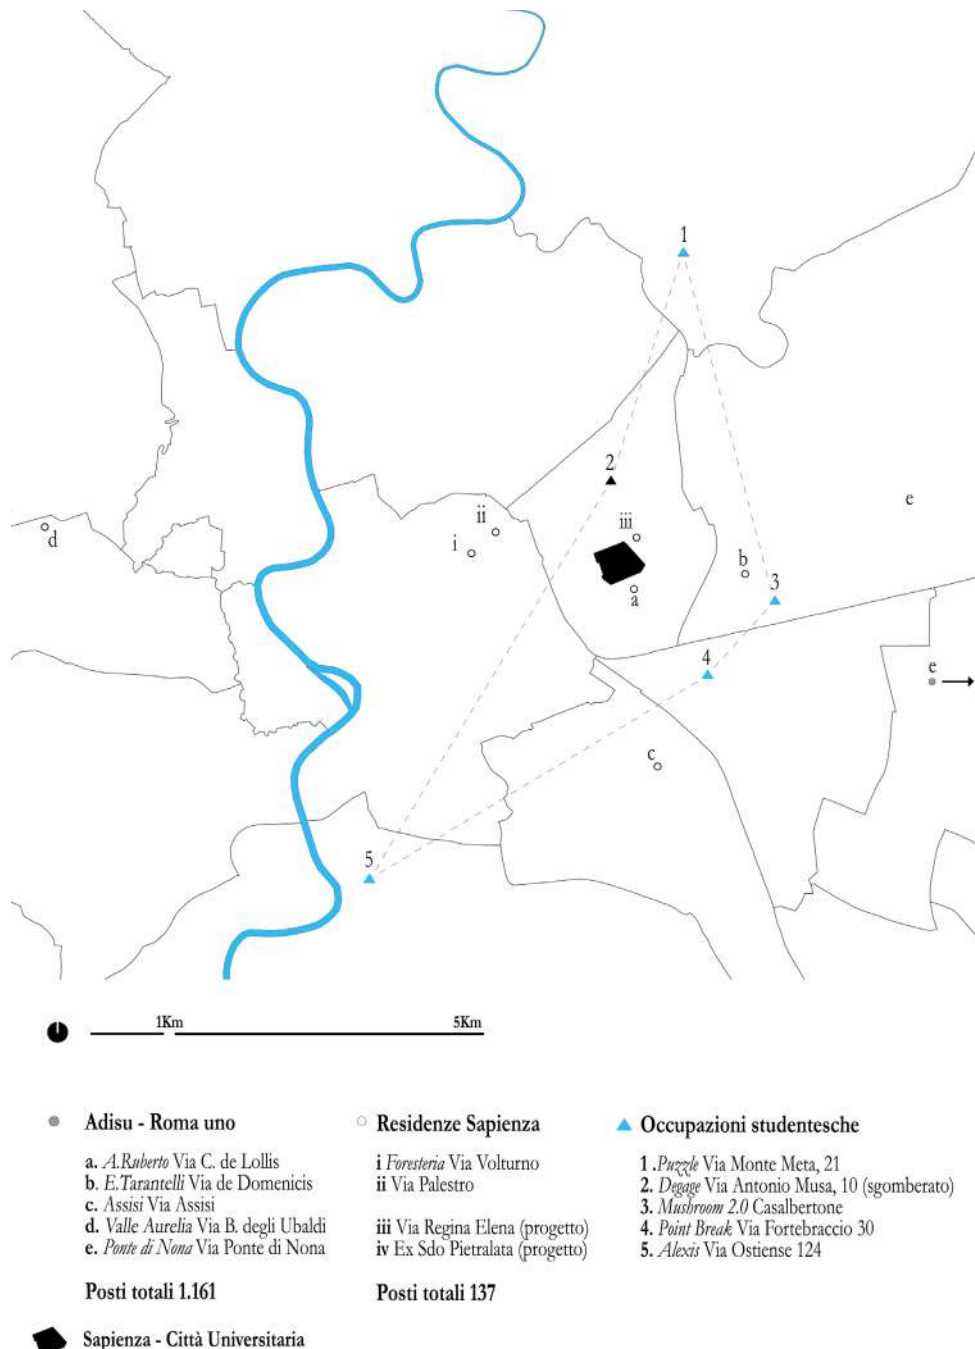 1
2
e
ii
iii
i
d
b
3
a
4
e
c
5
1Km
5Km
Adisu - Roma uno
a. A.Ruberto Via C. de Lollis
b. E.Tarantelli Via de Domenicis
c. Assisi Via Assisi
d. Valle Aurelia Via B. degli Ubaldi
e. Ponte di Nona Via Ponte di Nona
Posti totali 1.161
Residenze Sapienza
i Foresteria Via Volturno
ii Via Palestro
iii Via Regina Elena (progetto)
iv Ex Sdo Pietralata (progetto)
Posti totali 137
Occupazioni studentesche
1 .Puzzle Via Monte Meta, 21
2. Degage Via Antonio Musa, 10 (sgomberato)
3. Mushroom 2.0 Casalbertone
4. Point Break Via Fortebraccio 30
5. Alexis Via Ostiense 124
Sapienza - Città Universitaria